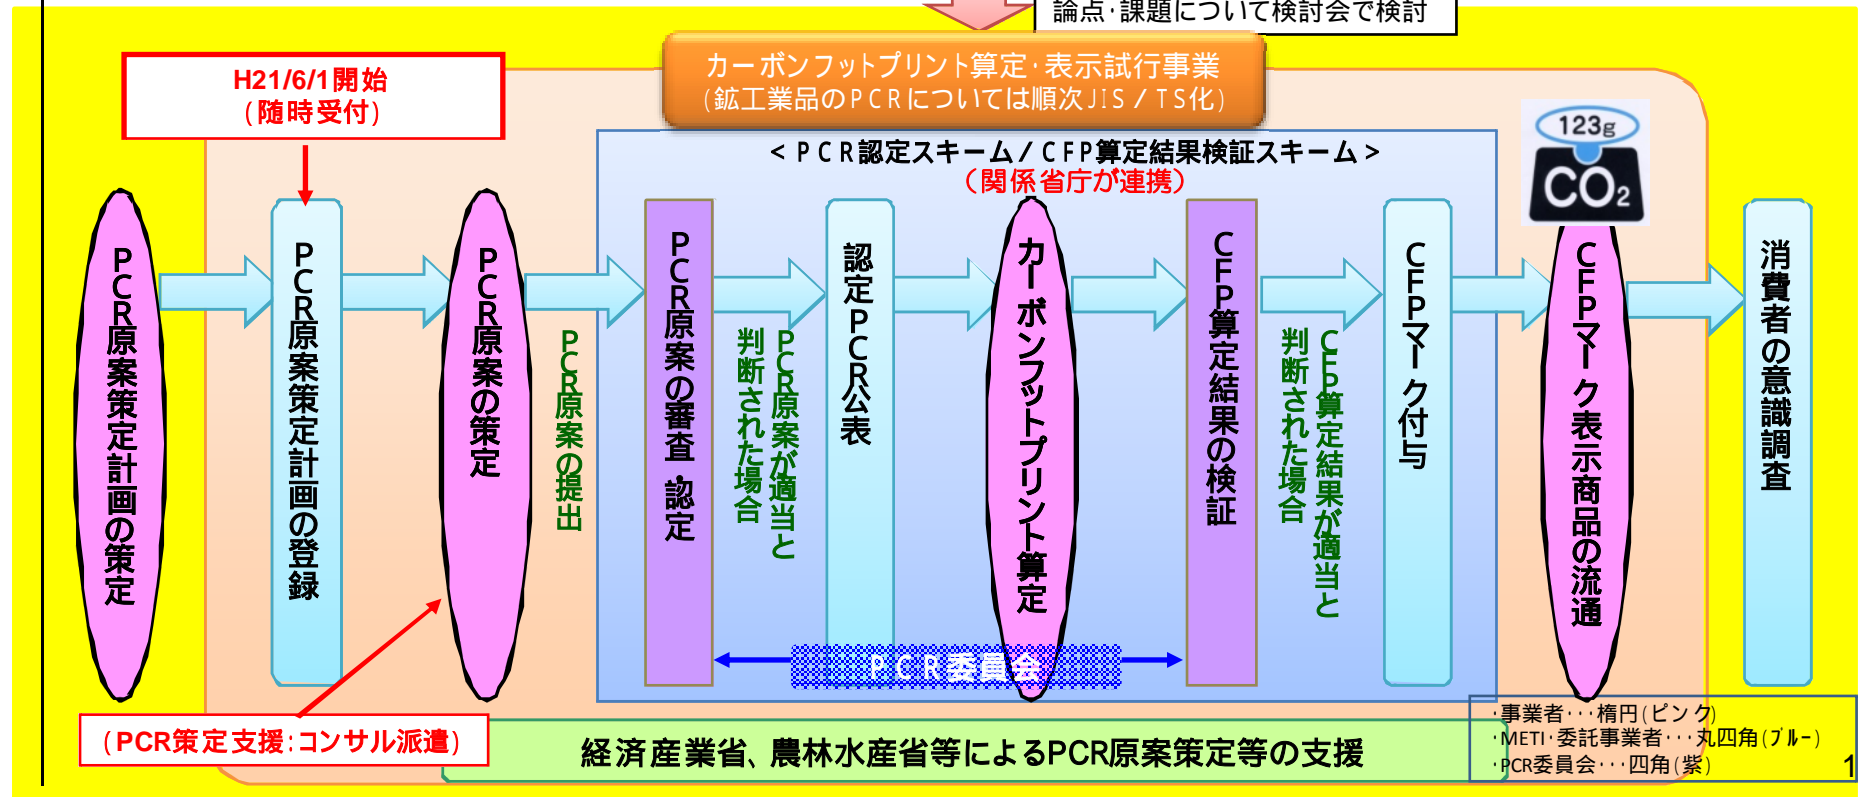 論点・課題について検討会で検討
カーボンフットプリント算定・表示試行事業
(鉱工業品のPCRについては順次JIS/TS化)
H21/6/1開始
(随時受付)
<PCR認定スキーム/CFP算定結果検証スキーム>
(関係省庁が連携)
123g
CO2
PCR原案策定計画の策定
PCR原案策定計画の登録
PCR原案の策定
PCR原案の提出
PCR原案の審査・認定
PCR原案が適当と
判断された場合
認定PCR公表
カーボンフットプリント算定
CFP算定結果の検証
CFP算定結果が適当と
判断された場合
CFPマーク付与
CFPマーク表示商品の流通
消費者の意識調査
PCR委員会
(PCR策定支援:コンサル派遣)
経済産業省、農林水産省等によるPCR原案策定等の支援
・事業者・・・楕円(ピンク)
・METI・委託事業者・・・丸四角(ブルー)
・PCR委員会・・・四角(紫)
1